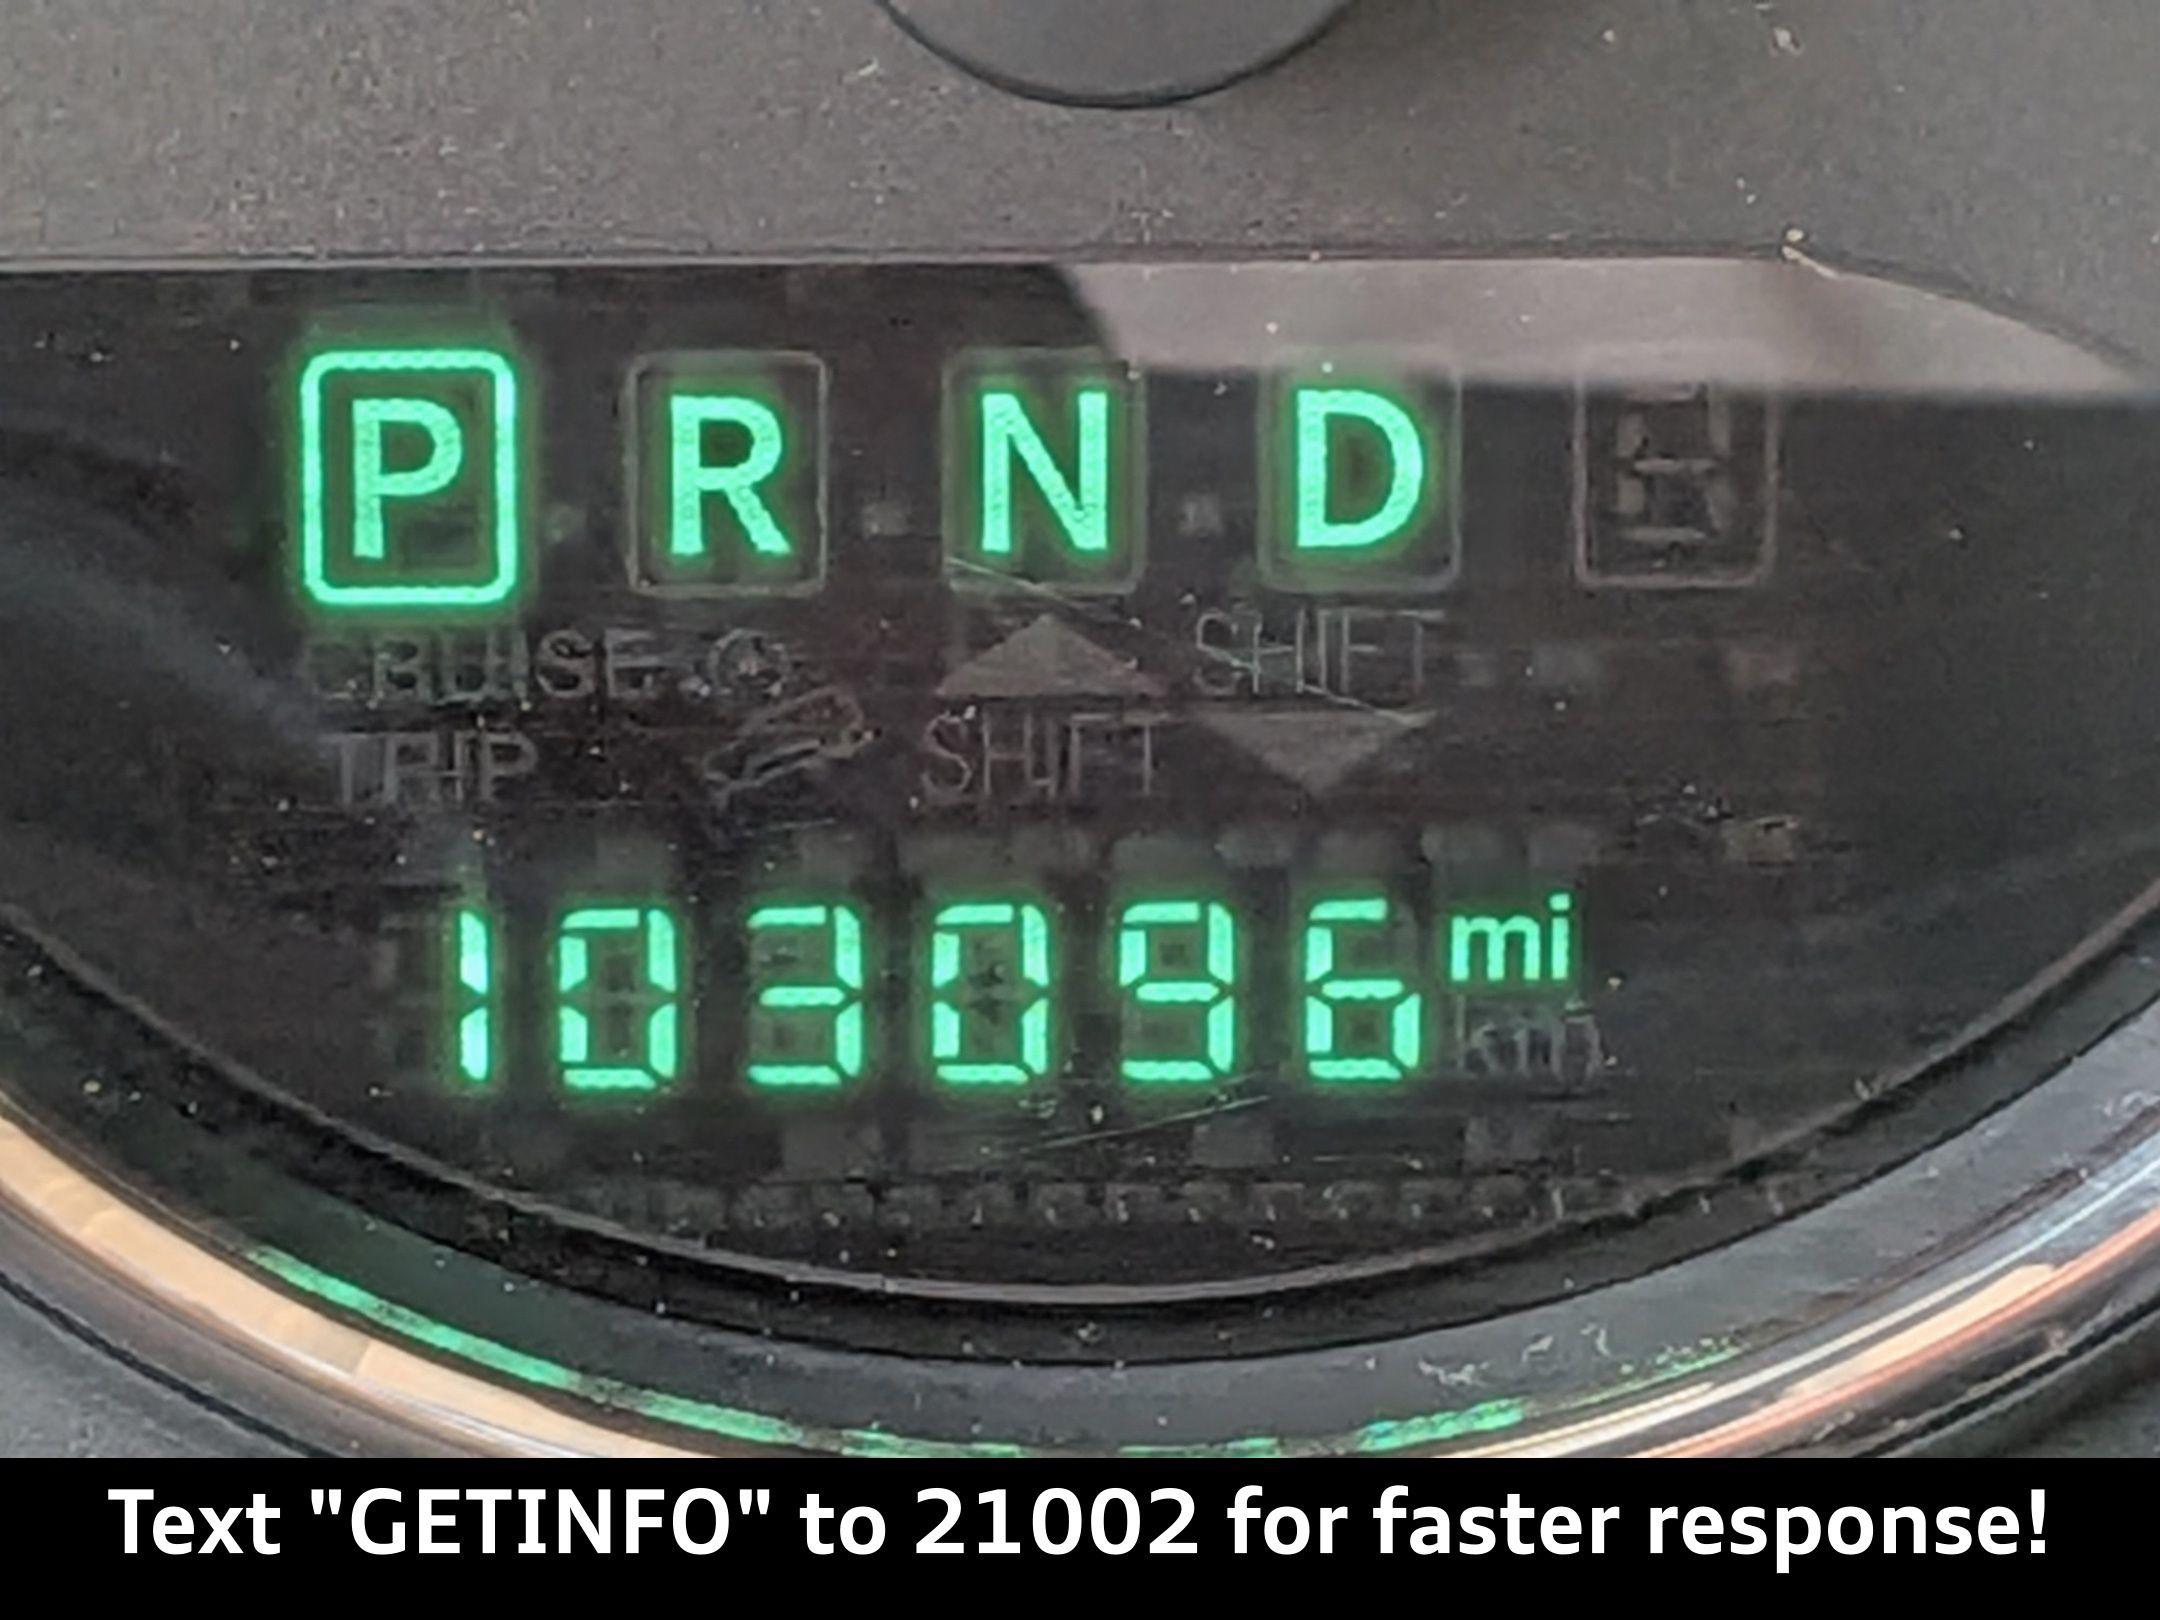 P R N D
CRUISE
SHIFT
TRIP
SHIFT
103096 mi
km
Text "GETINFO" to 21002 for faster response!